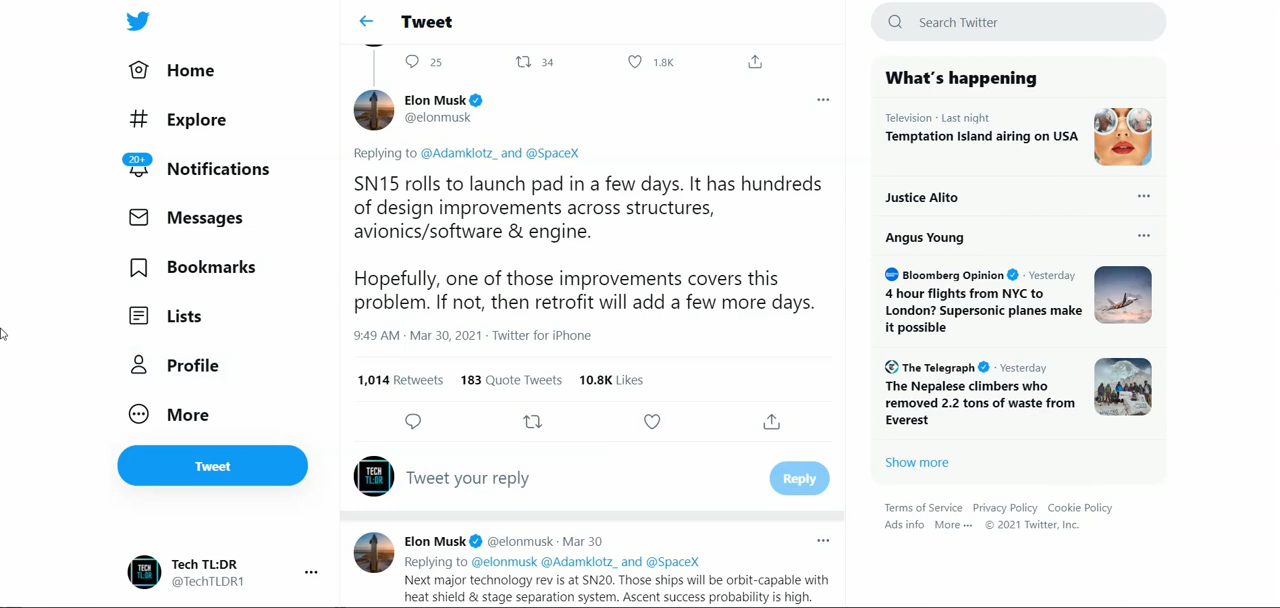 Home
Explore
20+
Notifications
Messages
Bookmarks
Lists
Profile
More
Tweet
TECH
TL;DR
Tech TL:DR
@TechTLDR1
Tweet
25
34
1.8K
Elon Musk
@elonmusk
Replying to @Adamklotz_ and @SpaceX
SN15 rolls to launch pad in a few days. It has hundreds
of design improvements across structures,
avionics/software & engine.
Hopefully, one of those improvements covers this
problem. If not, then retrofit will add a few more days.
9:49 AM · Mar 30, 2021 · Twitter for iPhone
1,014 Retweets 183 Quote Tweets 10.8K Likes
TECH
TL;DR
Tweet your reply
Reply
Elon Musk @elonmusk · Mar 30
Replying to @elonmusk @Adamklotz_ and @SpaceX
Next major technology rev is at SN20. Those ships will be orbit-capable with
heat shield & stage separation system. Ascent success probability is high.
Search Twitter
What's happening
Television · Last night
Temptation Island airing on USA
Justice Alito
Angus Young
Bloomberg Opinion · Yesterday
4 hour flights from NYC to
London? Supersonic planes make
it possible
The Telegraph · Yesterday
The Nepalese climbers who
removed 2.2 tons of waste from
Everest
Show more
Terms of Service Privacy Policy Cookie Policy
Ads info More ··· © 2021 Twitter, Inc.